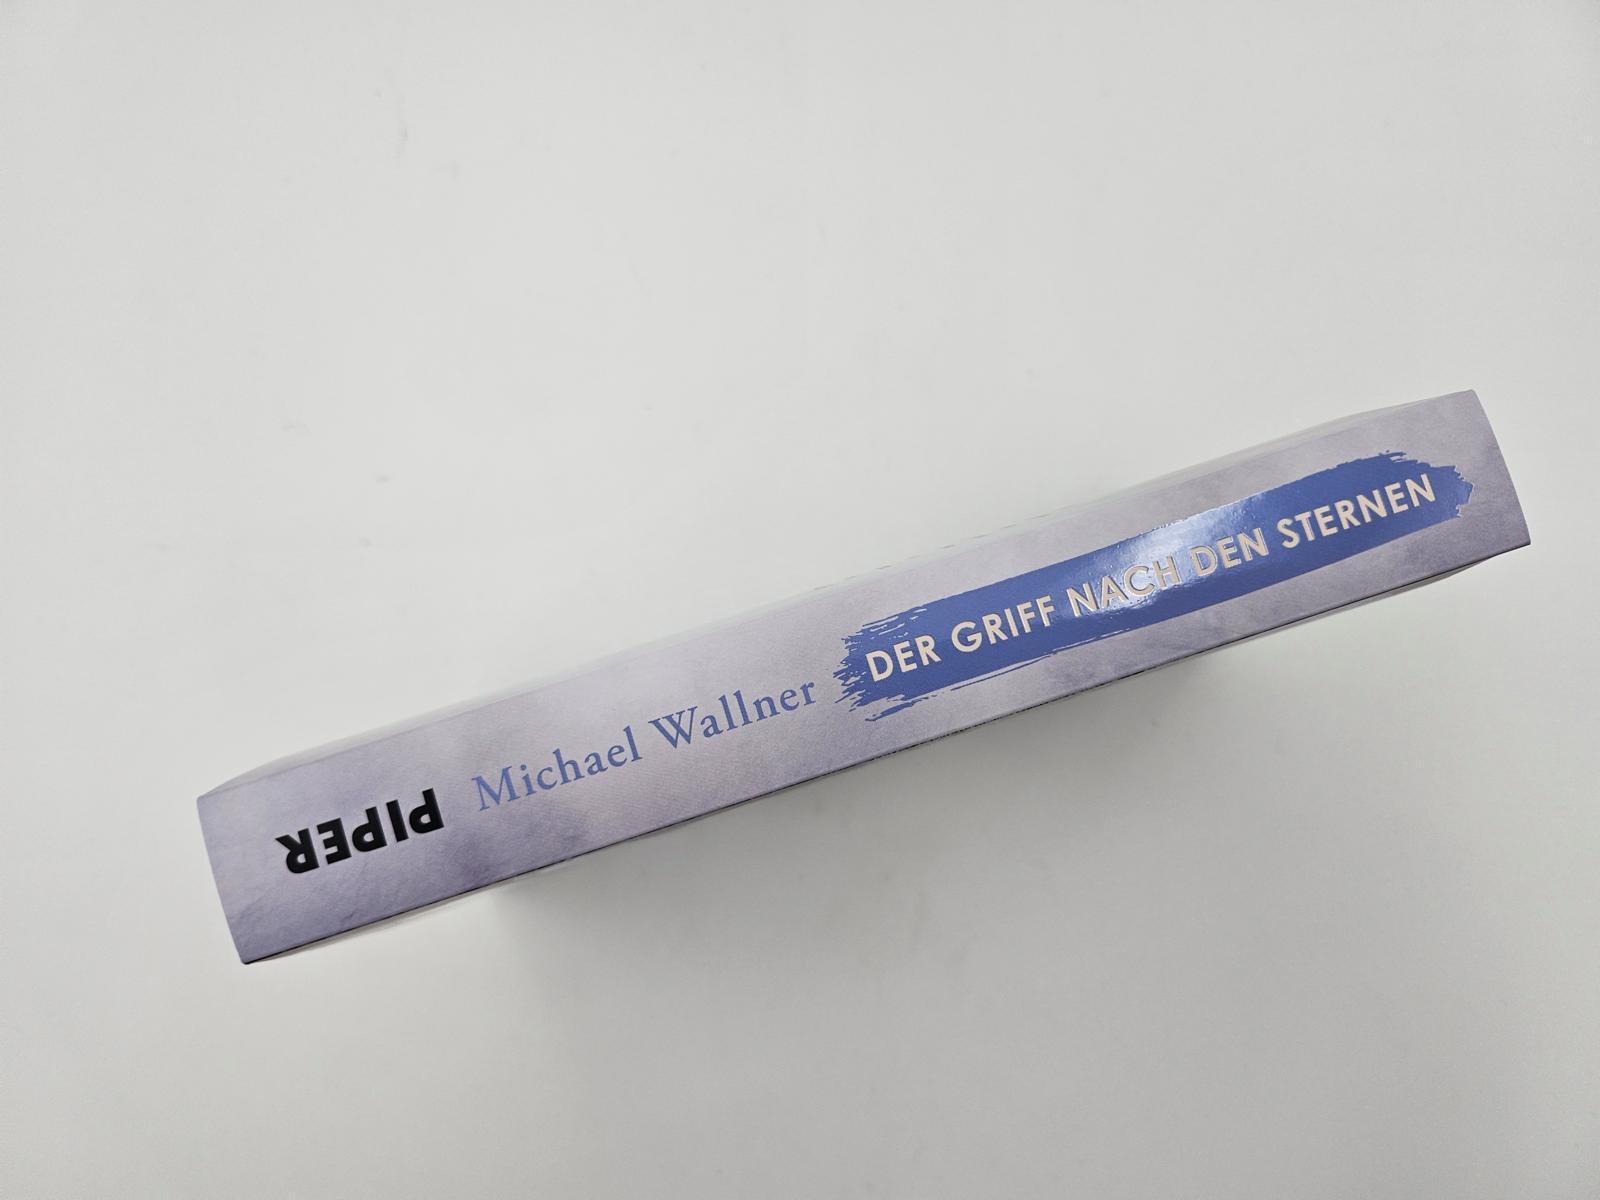 PIPER
Michael Wallner
DER GRIFF NACH DEN STERNEN